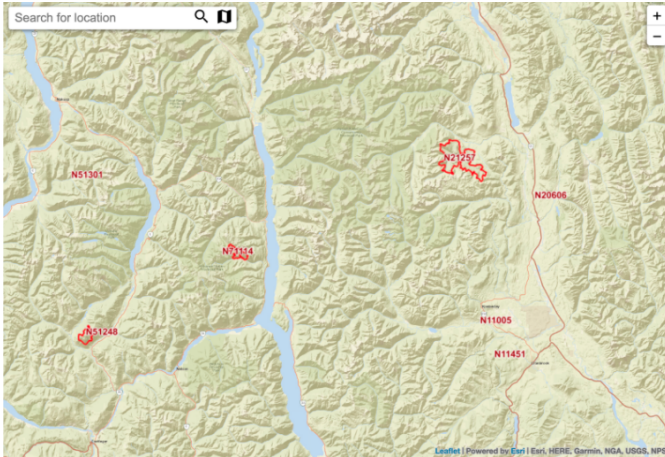 Search for location
+
−
N51301
N21257
N20606
N71114
N11005
N51248
N11451
Leaflet | Powered by Esri | Esri, HERE, Garmin, NGA, USGS, NPS